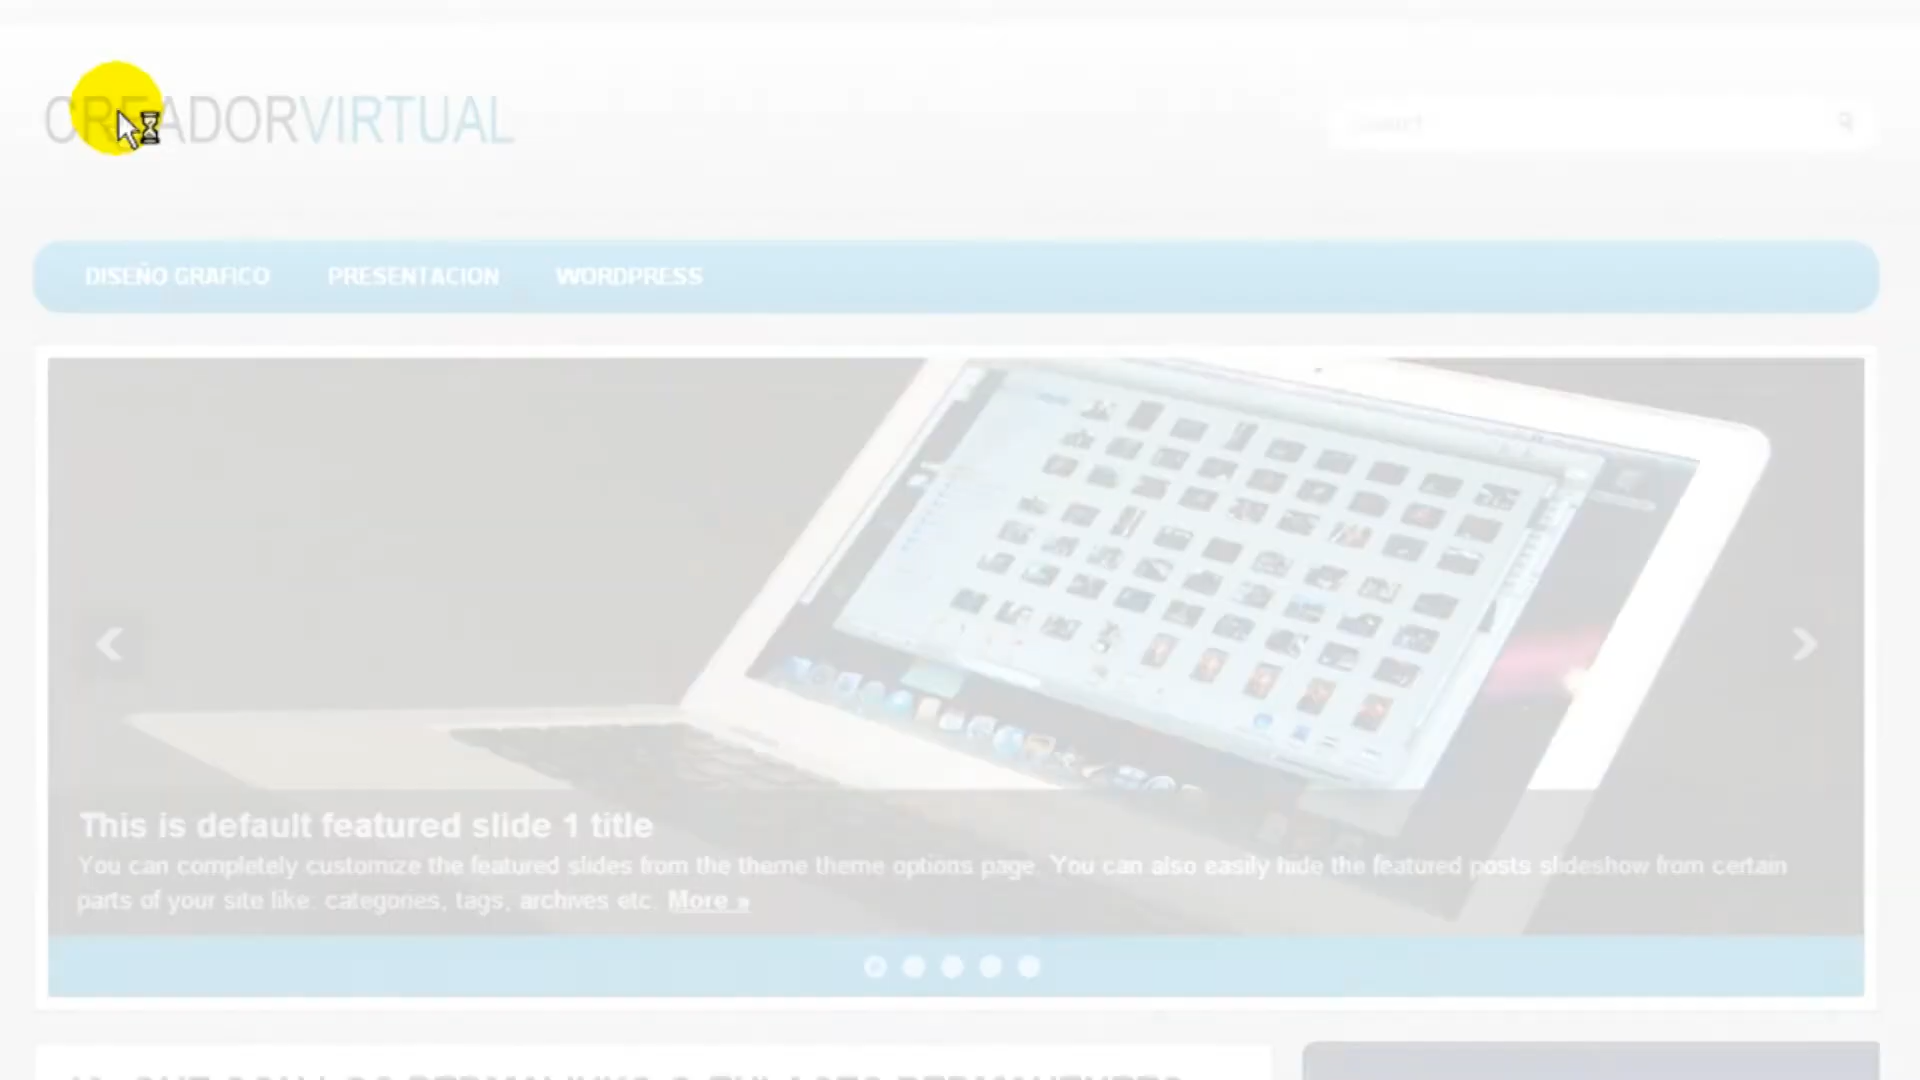 CREADORVIRTUAL
DISEÑO GRAFICO PRESENTACION WORDPRESS
This is default featured slide 1 title
You can completely customize the featured slides from the theme theme options page. You can also easily hide the featured posts slideshow from certain
parts of your site like: categories, tags, archives etc. More »